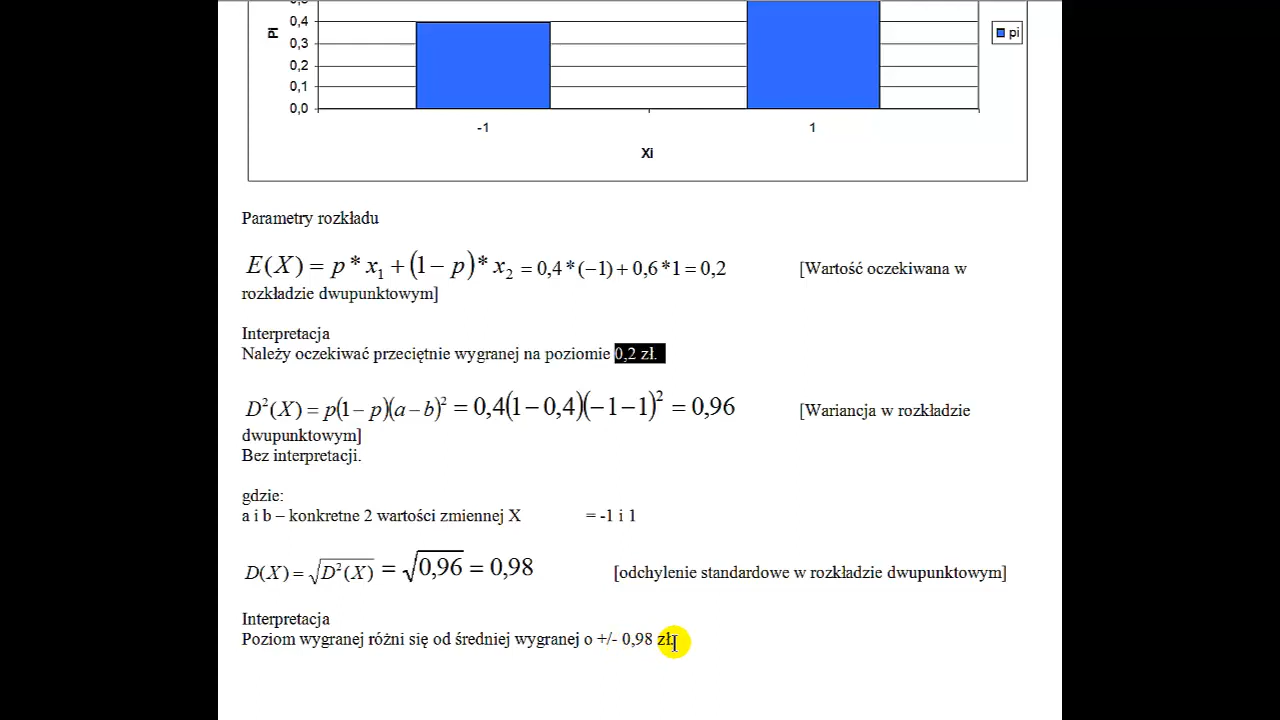 0,4
0,3
0,2
0,1
0,0
Pi
-1
1
Xi
pi
Parametry rozkładu
E(X) = p * x₁ + (1 − p) * x₂ = 0,4 * (−1) + 0,6 * 1 = 0,2 [Wartość oczekiwana w
rozkładzie dwupunktowym]
Interpretacja
Należy oczekiwać przeciętnie wygranej na poziomie 0,2 zł.
D²(X) = p(1 − p)(a − b)² = 0,4(1 − 0,4)(−1 − 1)² = 0,96 [Wariancja w rozkładzie
dwupunktowym]
Bez interpretacji.
gdzie:
a i b – konkretne 2 wartości zmiennej X = -1 i 1
D(X) = √D²(X) = √0,96 = 0,98 [odchylenie standardowe w rozkładzie dwupunktowym]
Interpretacja
Poziom wygranej różni się od średniej wygranej o +/- 0,98 zł.